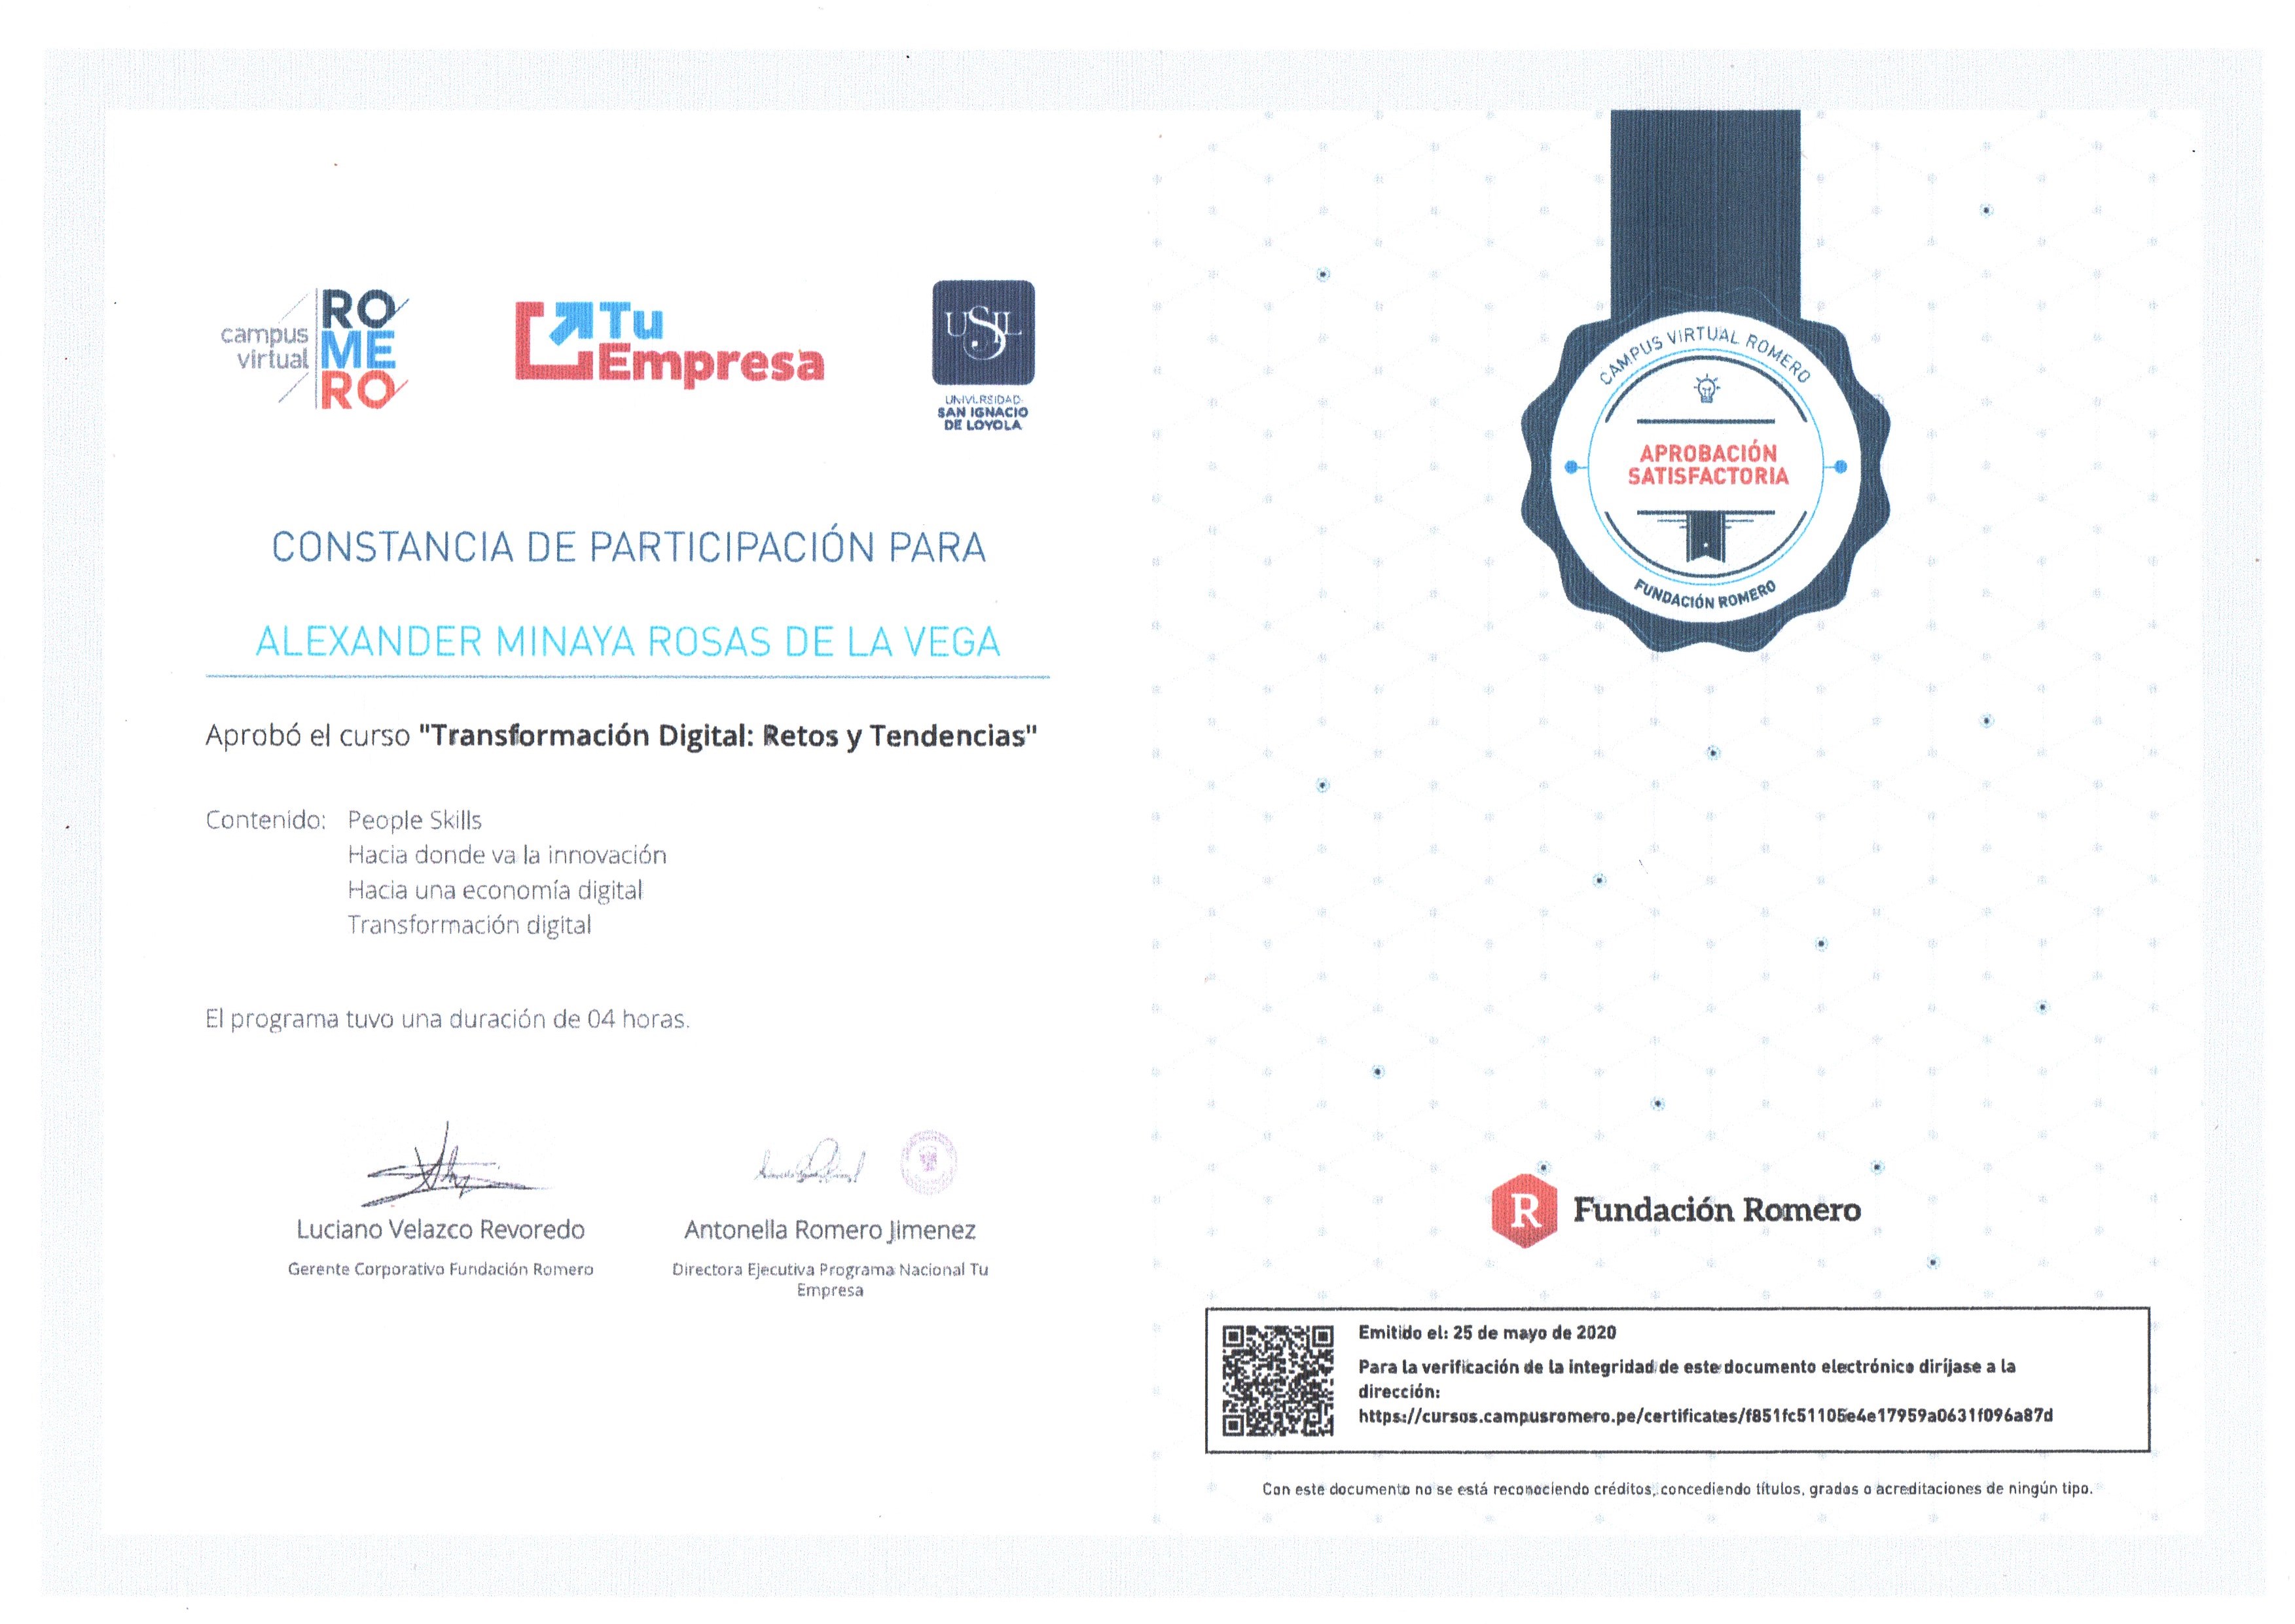 campus
virtual
RO
ME
RO
Tu
Empresa
USIL
UNIVERSIDAD
SAN IGNACIO
DE LOYOLA
CONSTANCIA DE PARTICIPACIÓN PARA
ALEXANDER MINAYA ROSAS DE LA VEGA
Aprobó el curso "Transformación Digital: Retos y Tendencias"
Contenido: People Skills
Hacia donde va la innovación
Hacia una economía digital
Transformación digital
El programa tuvo una duración de 04 horas.
Luciano Velazco Revoredo
Gerente Corporativo Fundación Romero
Antonella Romero Jimenez
Directora Ejecutiva Programa Nacional Tu
Empresa
CAMPUS VIRTUAL ROMERO
APROBACIÓN
SATISFACTORIA
FUNDACIÓN ROMERO
R Fundación Romero
Emitido el: 25 de mayo de 2020
Para la verificación de la integridad de este documento electrónico diríjase a la
dirección:
https://cursos.campusromero.pe/certificates/f851fc51105e4e17959a0631f096a87d
Con este documento no se está reconociendo créditos, concediendo títulos, grados o acreditaciones de ningún tipo.